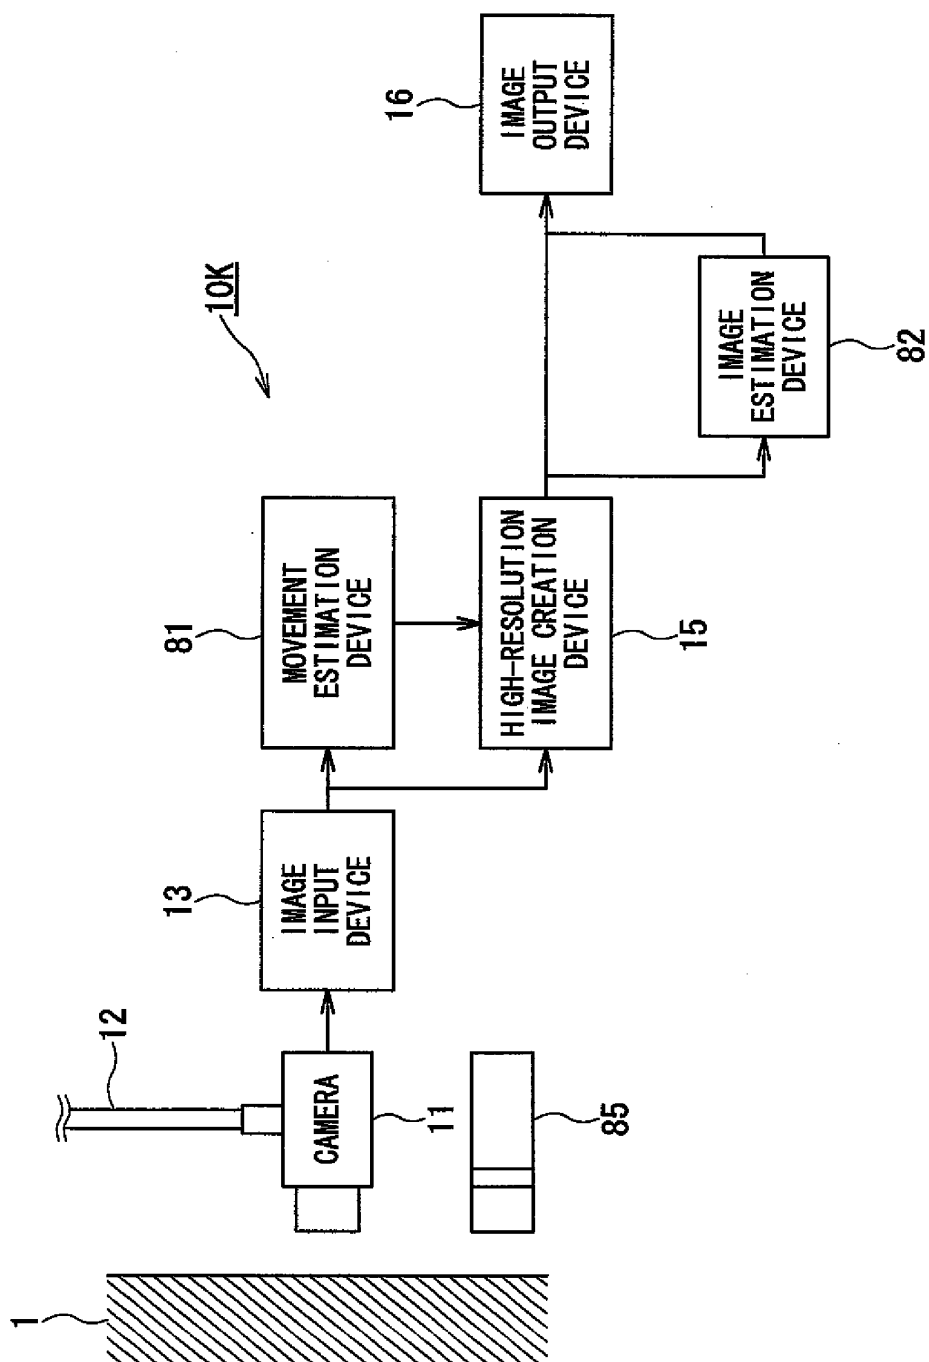 10K
1
12
CAMERA
11
85
13
IMAGE
INPUT
DEVICE
81
MOVEMENT
ESTIMATION
DEVICE
HIGH-RESOLUTION
IMAGE CREATION
DEVICE
15
16
IMAGE
OUTPUT
DEVICE
IMAGE
ESTIMATION
DEVICE
82